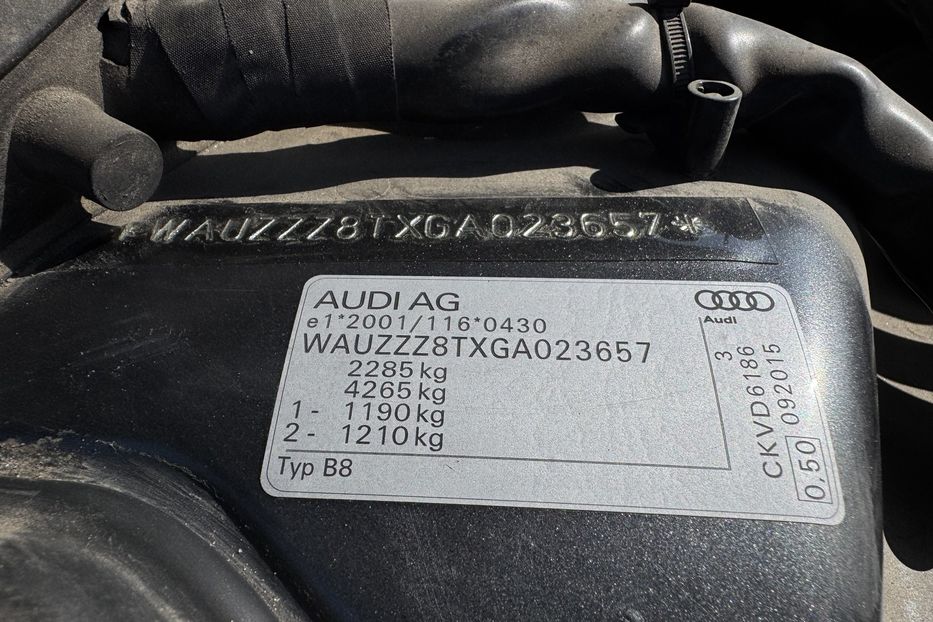 *WAUZZZ8TXGA023657*
AUDI AG
Audi
e1*2001/116*0430
WAUZZZ8TXGA023657
2285 kg
4265 kg
1 - 1190 kg
2 - 1210 kg
Typ B8
3
CKVD6186
092015
0,50